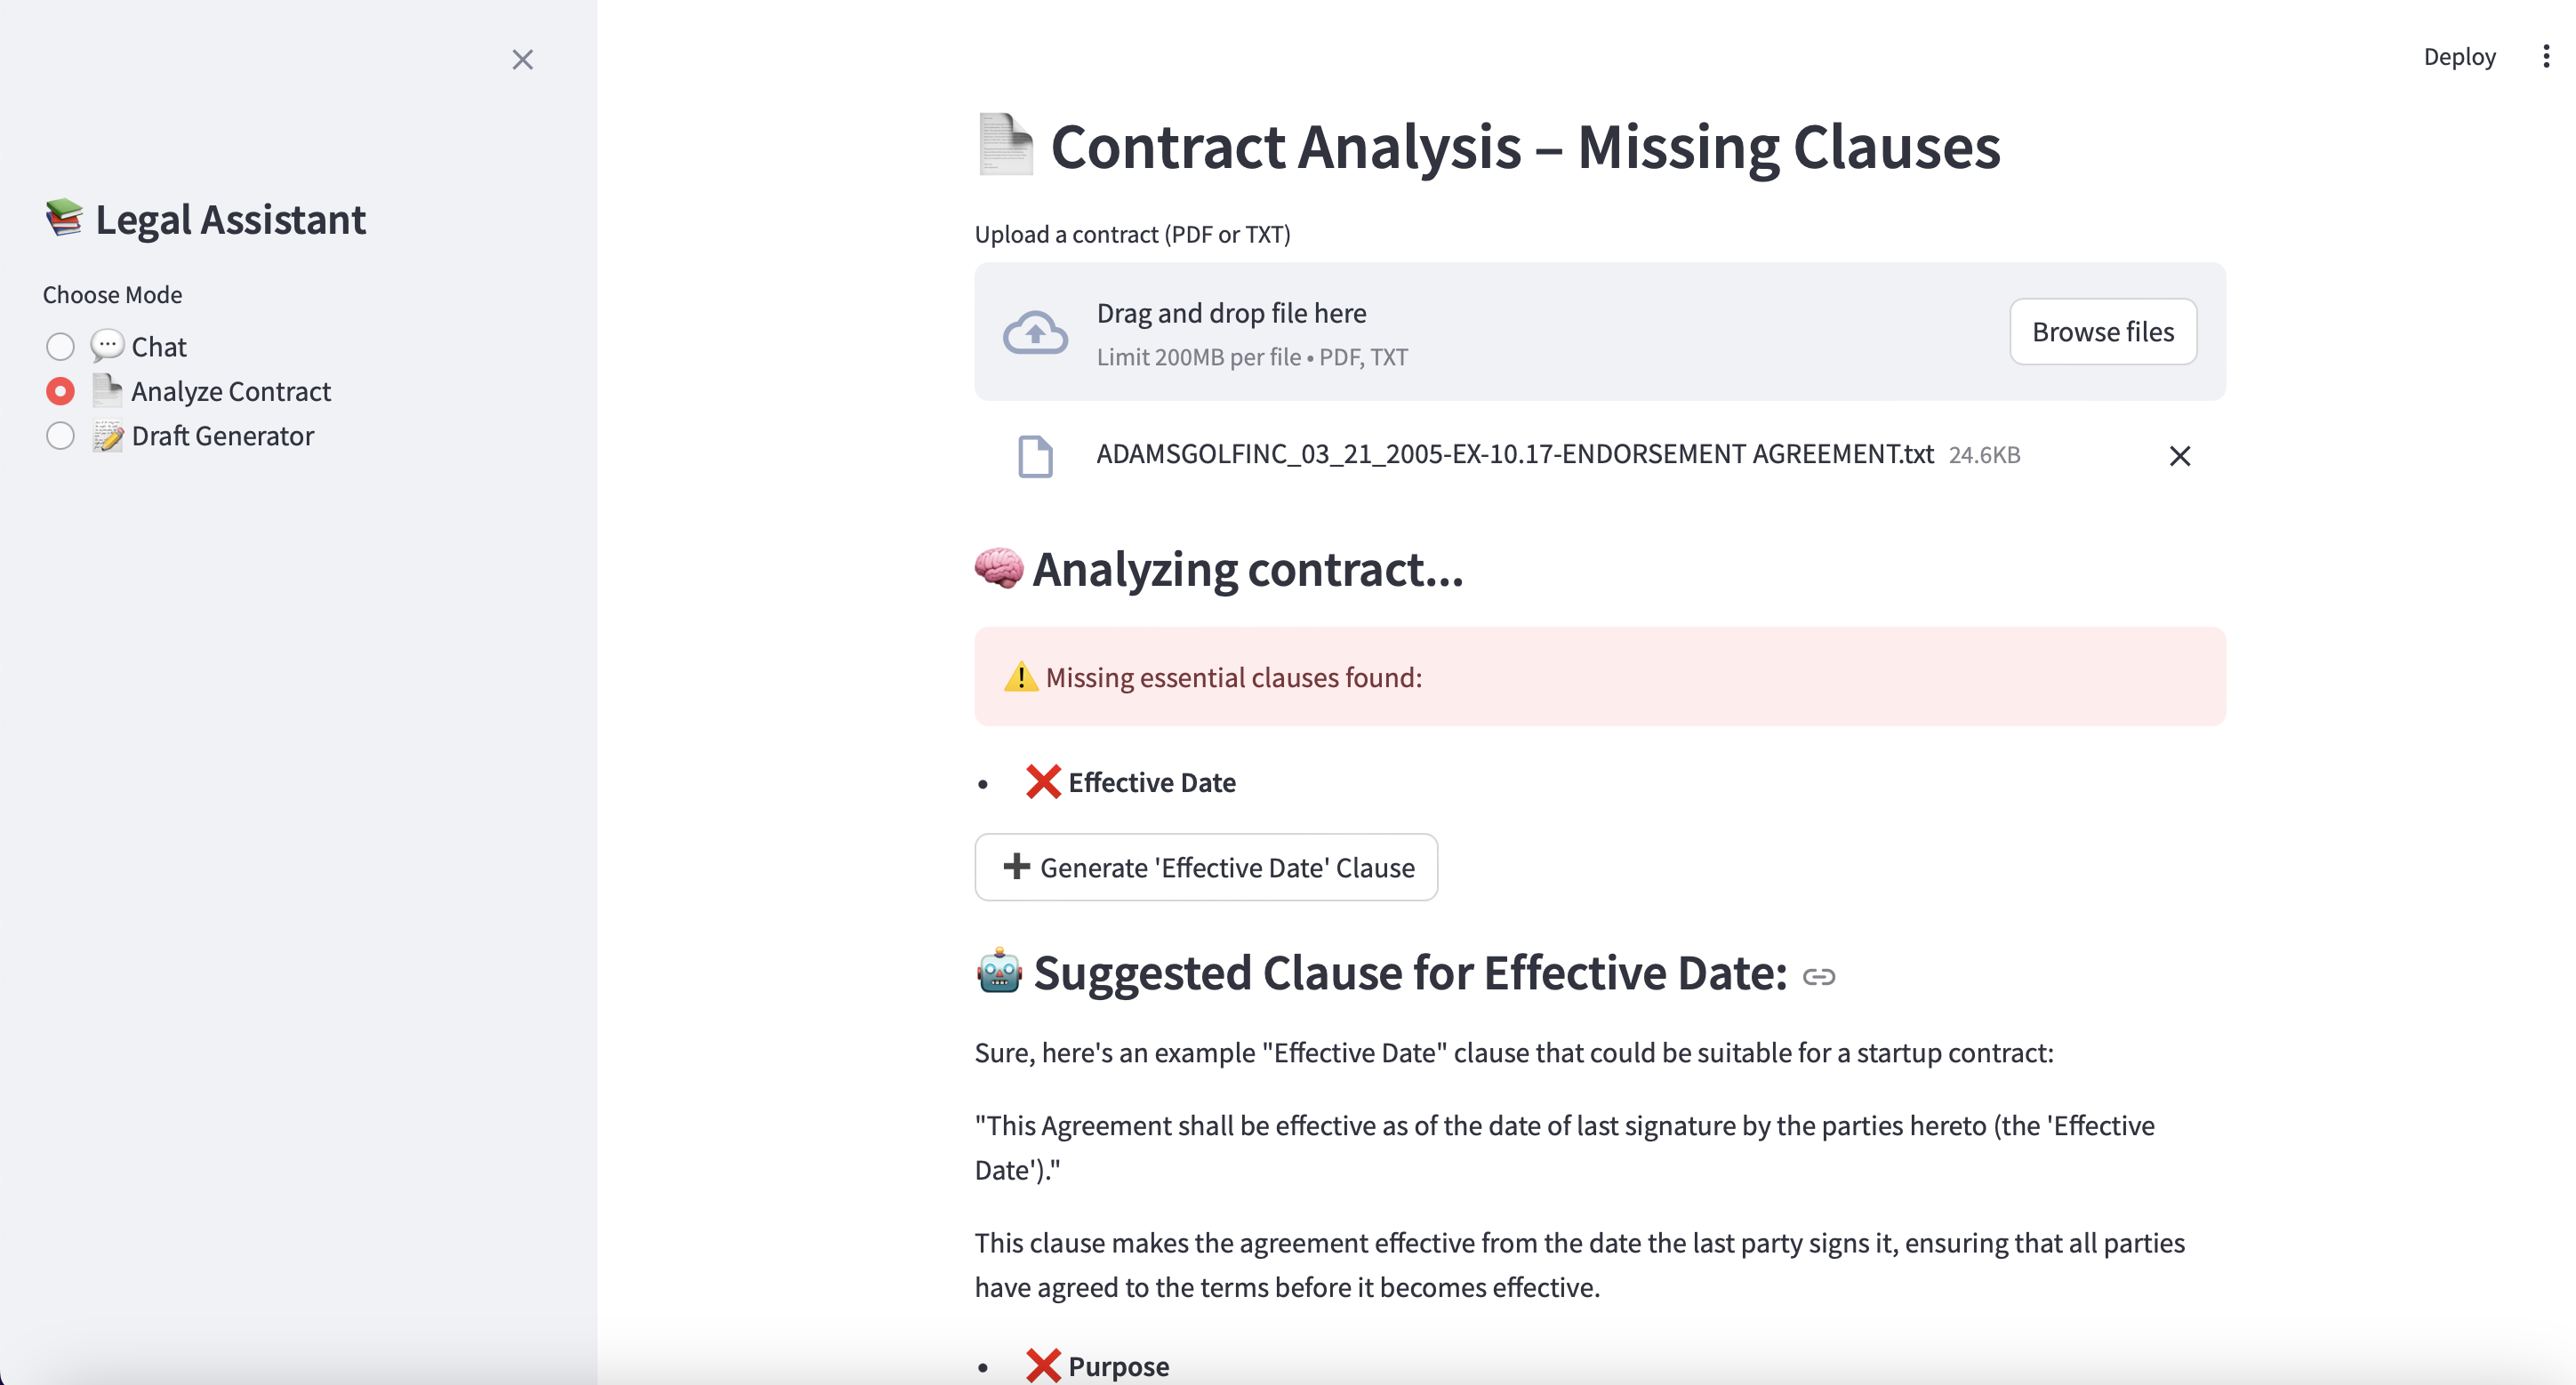 Deploy
📚 Legal Assistant
Choose Mode
💬 Chat
📄 Analyze Contract
📝 Draft Generator
📄 Contract Analysis – Missing Clauses
Upload a contract (PDF or TXT)
Drag and drop file here
Limit 200MB per file • PDF, TXT
Browse files
ADAMSGOLFINC_03_21_2005-EX-10.17-ENDORSEMENT AGREEMENT.txt 24.6KB
🧠 Analyzing contract...
⚠️ Missing essential clauses found:
• ❌ Effective Date
➕ Generate 'Effective Date' Clause
🤖 Suggested Clause for Effective Date:
Sure, here's an example "Effective Date" clause that could be suitable for a startup contract:
"This Agreement shall be effective as of the date of last signature by the parties hereto (the 'Effective
Date')."
This clause makes the agreement effective from the date the last party signs it, ensuring that all parties
have agreed to the terms before it becomes effective.
• ❌ Purpose